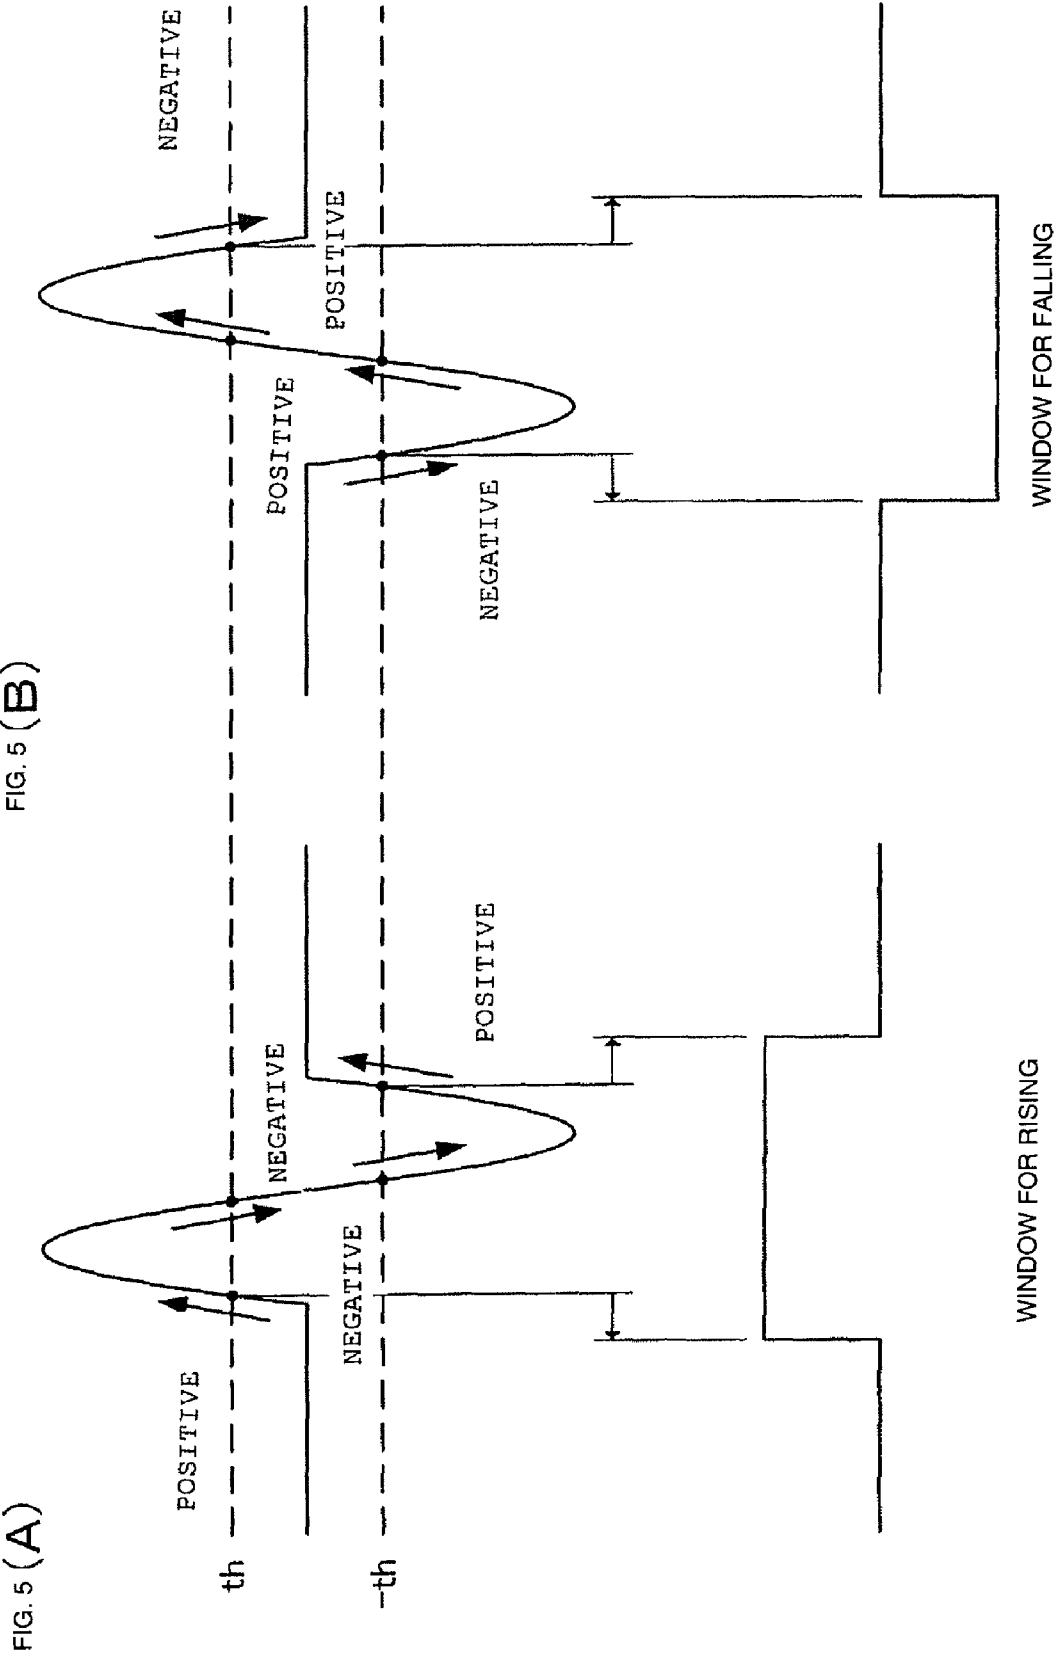 FIG. 5 (A)
th
-th
POSITIVE
NEGATIVE
NEGATIVE
POSITIVE
WINDOW FOR RISING
FIG. 5 (B)
NEGATIVE
POSITIVE
POSITIVE
NEGATIVE
WINDOW FOR FALLING